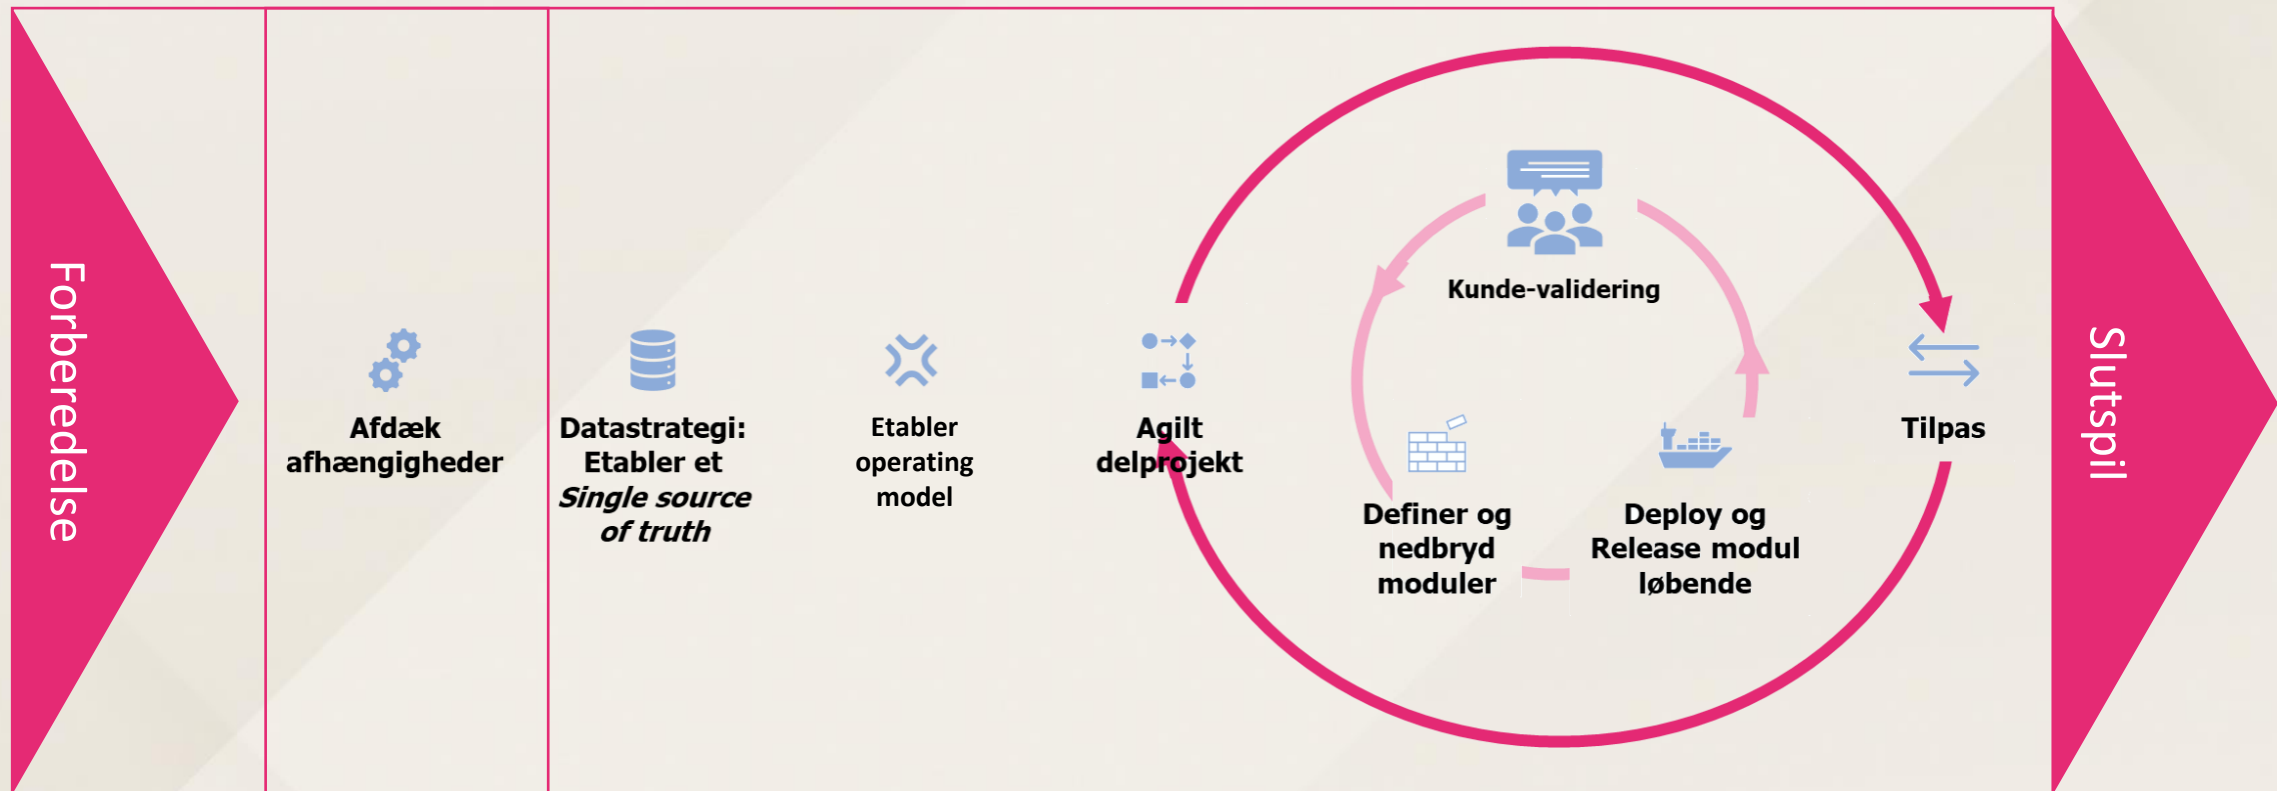 Forberedelse
Afdæk
afhængigheder
Datastrategi:
Etabler et
Single source
of truth
Etabler
operating
model
Agilt
delprojekt
Kunde-validering
Definer og
nedbryd
moduler
Deploy og
Release modul
løbende
Tilpas
Slutspil